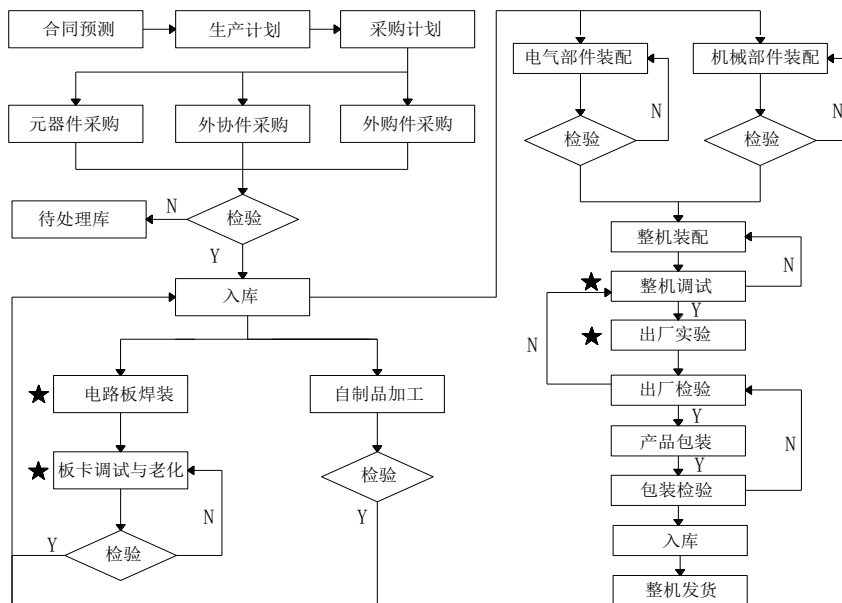 合同预测
生产计划
采购计划
元器件采购
外协件采购
外购件采购
检验
N
待处理库
Y
入库
电路板焊装
自制品加工
板卡调试与老化
检验
N
Y
检验
Y
电气部件装配
机械部件装配
N
N
检验
检验
整机装配
N
整机调试
Y
出厂实验
N
出厂检验
Y
产品包装
N
Y
包装检验
入库
整机发货